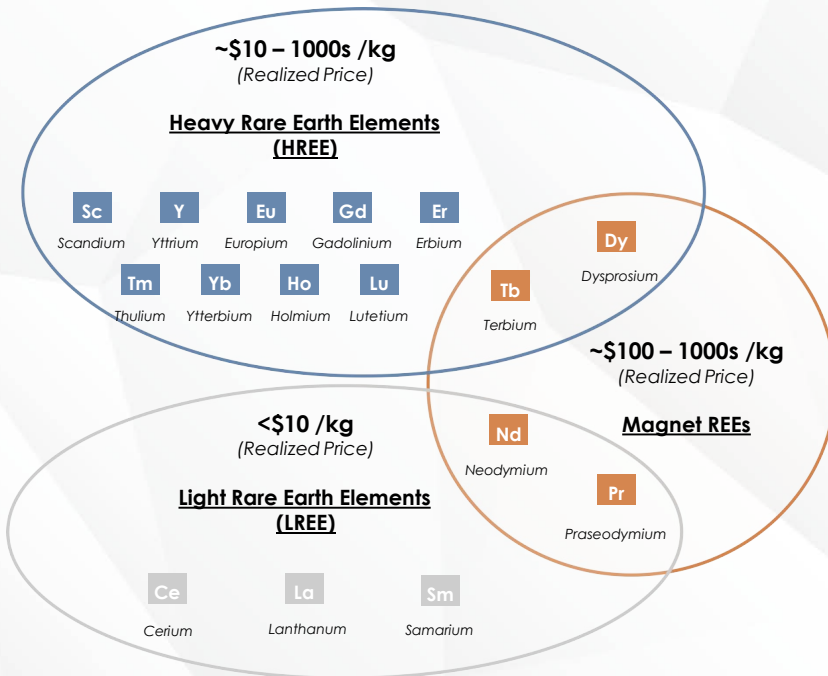 ~$10 – 1000s /kg
(Realized Price)
Heavy Rare Earth Elements
(HREE)
Sc
Y
Eu
Gd
Er
Scandium
Yttrium
Europium
Gadolinium
Erbium
Dy
Dysprosium
Tm
Yb
Ho
Lu
Tb
Thulium
Ytterbium
Holmium
Lutetium
Terbium
~$100 – 1000s /kg
(Realized Price)
Magnet REEs
<$10 /kg
(Realized Price)
Nd
Neodymium
Light Rare Earth Elements
(LREE)
Pr
Praseodymium
Ce
La
Sm
Cerium
Lanthanum
Samarium